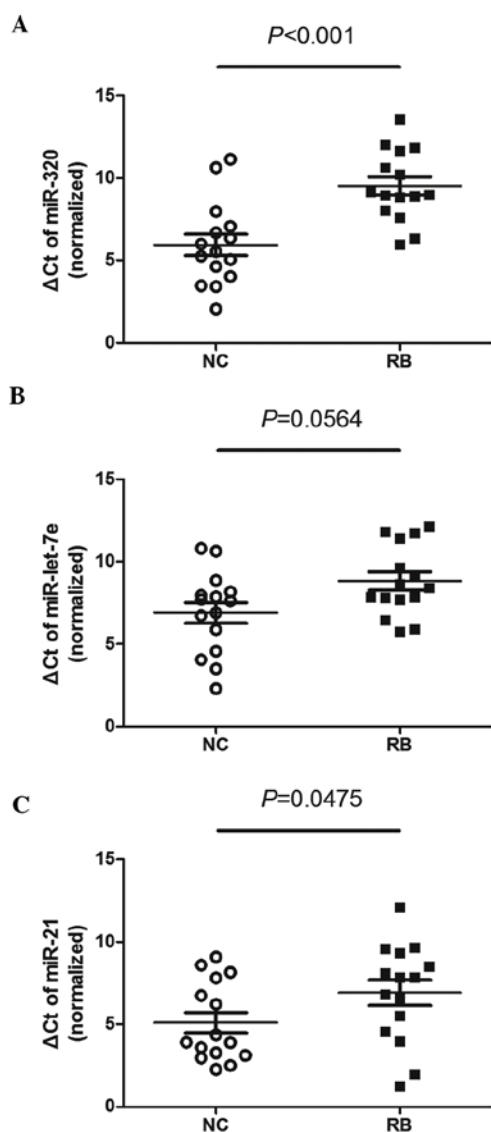 A
P<0.001
ΔCt of miR-320
(normalized)
15
10
5
0
NC RB
B
P=0.0564
ΔCt of miR-let-7e
(normalized)
15
10
5
0
NC RB
C
P=0.0475
ΔCt of miR-21
(normalized)
15
10
5
0
NC RB